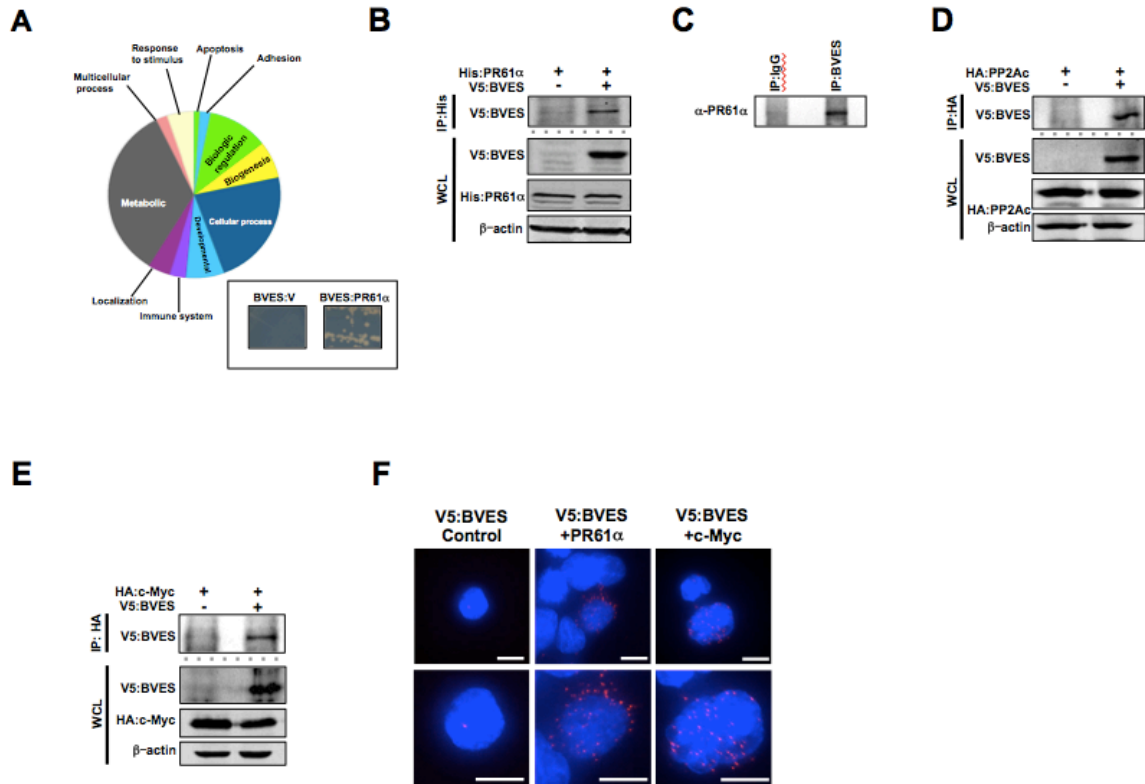 A
Response
to stimulus
Apoptosis
Adhesion
Multicellular
process
Biologic
regulation
Biogenesis
Metabolic
Cellular process
Developmental
Localization
Immune system
BVES:V BVES:PR61α
B
His:PR61α + +
V5:BVES - +
IP:His
V5:BVES
WCL
V5:BVES
His:PR61α
β-actin
C
IP:IgG
IP:BVES
α-PR61α
D
HA:PP2Ac + +
V5:BVES - +
IP:HA
V5:BVES
WCL
V5:BVES
HA:PP2Ac
β-actin
E
HA:c-Myc + +
V5:BVES - +
IP: HA
V5:BVES
WCL
V5:BVES
HA:c-Myc
β-actin
F
V5:BVES
Control
V5:BVES
+PR61α
V5:BVES
+c-Myc